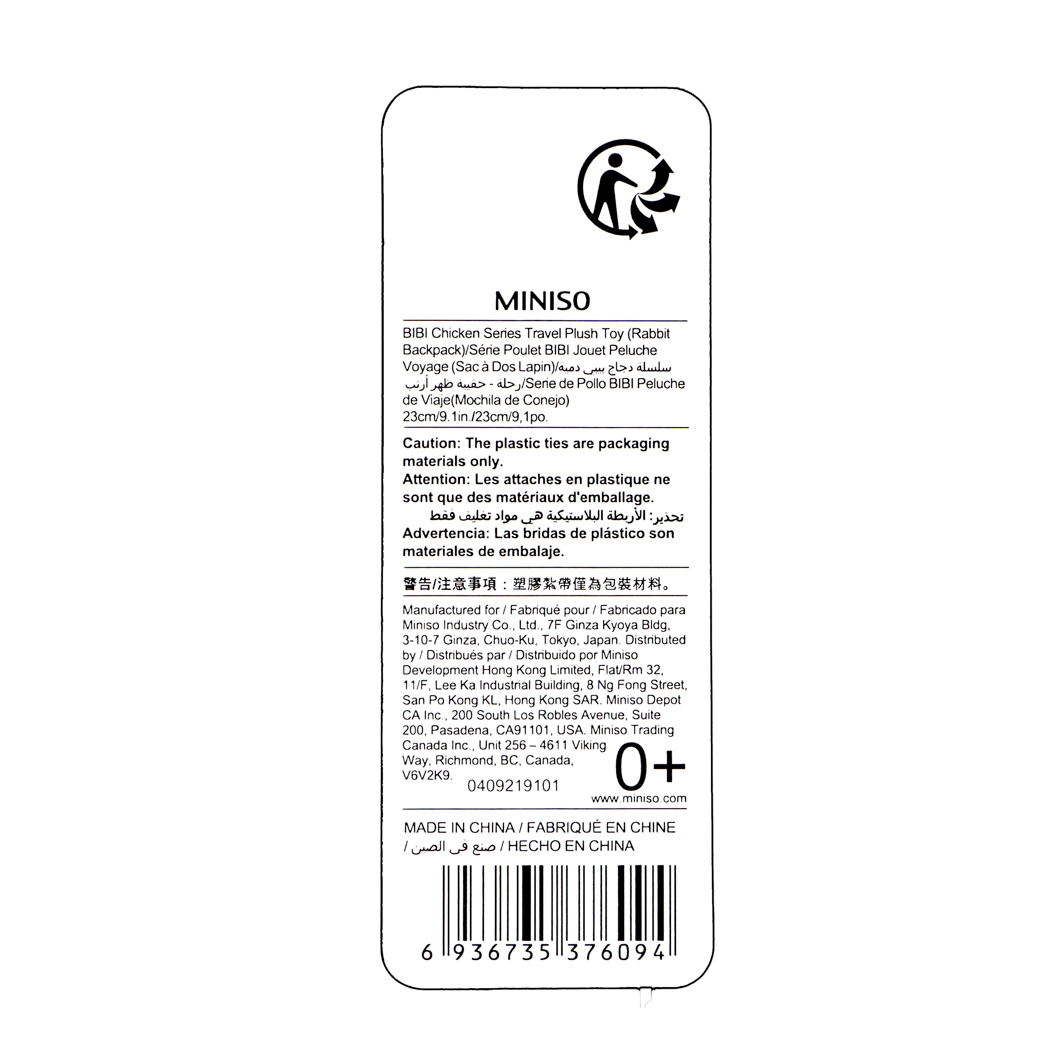 MINISO
BIBI Chicken Series Travel Plush Toy (Rabbit
Backpack)/Série Poulet BIBI Jouet Peluche
Voyage (Sac à Dos Lapin)/سلسلة دجاج بيبي دمية
رحلة - حقيبة ظهر أرنب/Serie de Pollo BIBI Peluche
de Viaje(Mochila de Conejo)
23cm/9.1in./23cm/9,1po.
Caution: The plastic ties are packaging
materials only.
Attention: Les attaches en plastique ne
sont que des matériaux d'emballage.
تحذير: الأربطة البلاستيكية هي مواد تغليف فقط
Advertencia: Las bridas de plástico son
materiales de embalaje.
警告/注意事項：塑膠紮帶僅為包裝材料。
Manufactured for / Fabriqué pour / Fabricado para
Miniso Industry Co., Ltd., 7F Ginza Kyoya Bldg,
3-10-7 Ginza, Chuo-Ku, Tokyo, Japan. Distributed
by / Distribués par / Distribuido por Miniso
Development Hong Kong Limited, Flat/Rm 32,
11/F, Lee Ka Industrial Building, 8 Ng Fong Street,
San Po Kong KL, Hong Kong SAR. Miniso Depot
CA Inc., 200 South Los Robles Avenue, Suite
200, Pasadena, CA91101, USA. Miniso Trading
Canada Inc., Unit 256 – 4611 Viking
Way, Richmond, BC, Canada,
V6V2K9.
0409219101
0+
www.miniso.com
MADE IN CHINA / FABRIQUÉ EN CHINE
/ صنع في الصين / HECHO EN CHINA
6 936735 376094